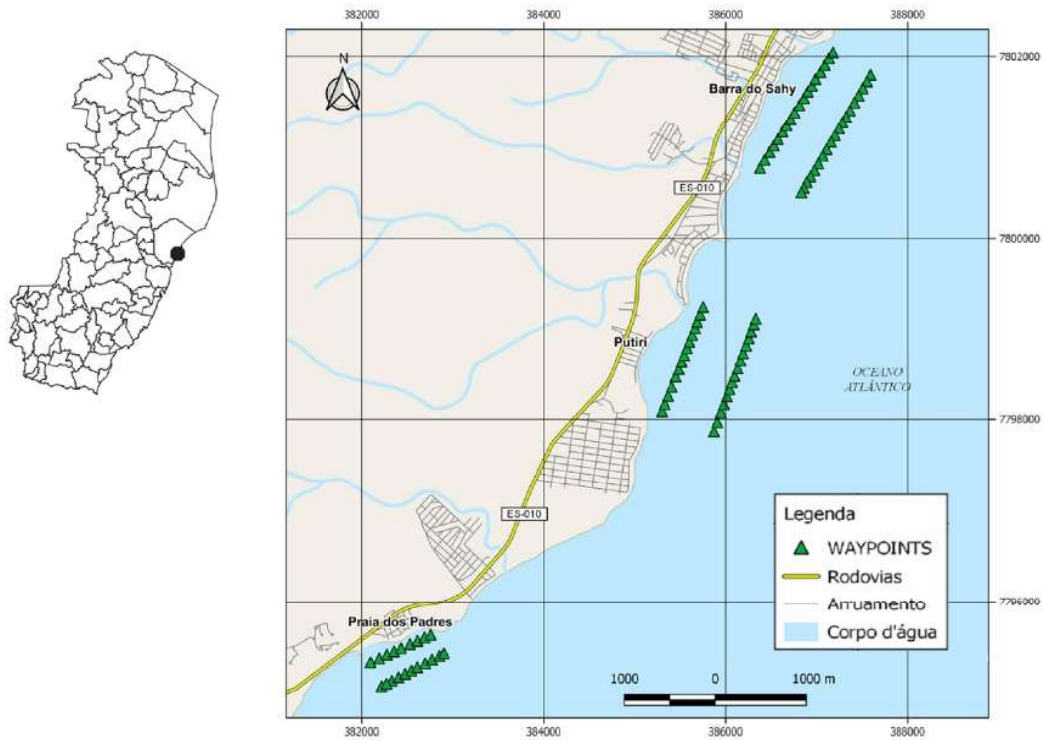 382000 384000 386000 388000
N
7802000
Barra do Sahy
ES-010
7800000
Putiri
OCEANO
ATLÂNTICO
7798000
ES-010
Legenda
WAYPOINTS
Rodovias
Arruamento
Corpo d'água
7796000
Praia dos Padres
1000 0 1000 m
382000 384000 386000 388000